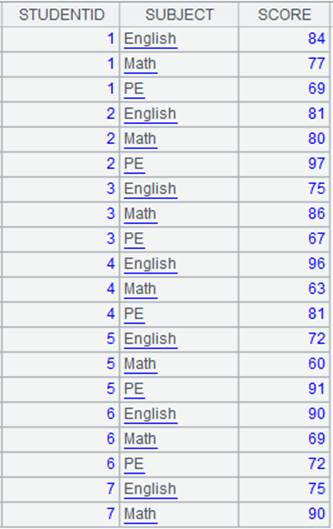 STUDENTID SUBJECT SCORE
1 English 84
1 Math 77
1 PE 69
2 English 81
2 Math 80
2 PE 97
3 English 75
3 Math 86
3 PE 67
4 English 96
4 Math 63
4 PE 81
5 English 72
5 Math 60
5 PE 91
6 English 90
6 Math 69
6 PE 72
7 English 75
7 Math 90